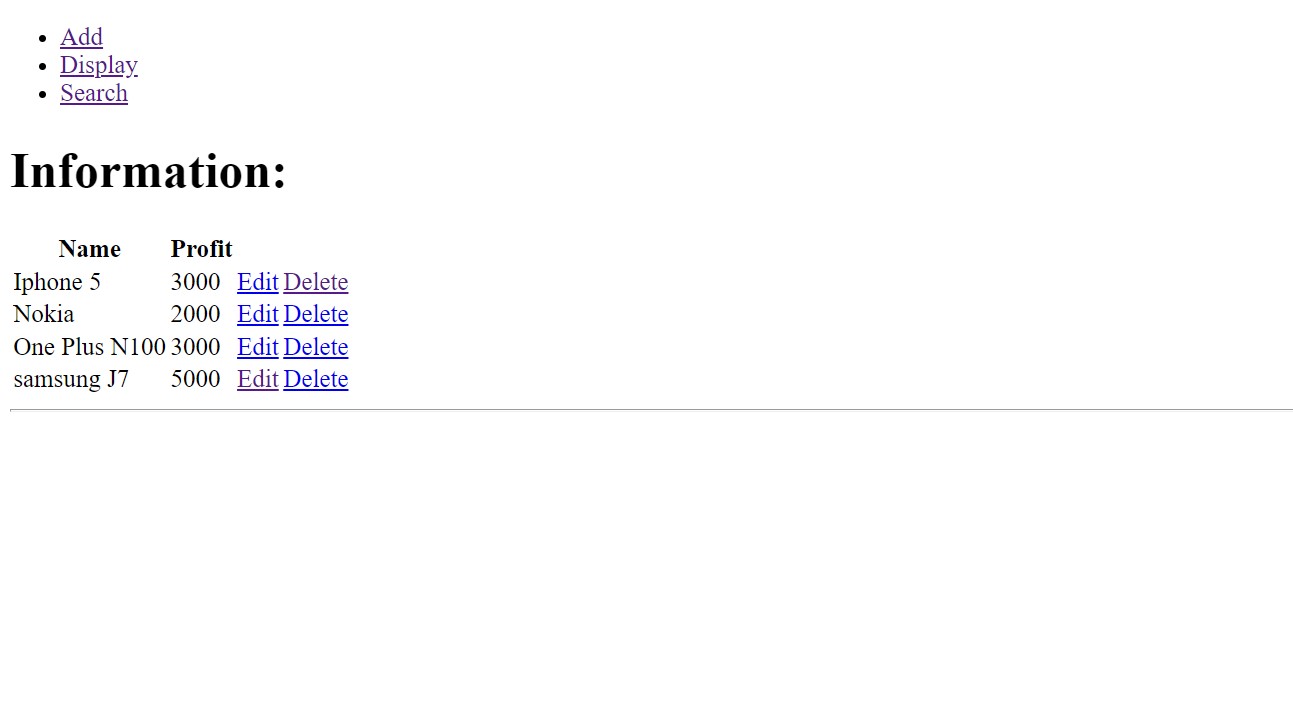 Add
Display
Search
Information:
Name Profit
Iphone 5 3000 Edit Delete
Nokia 2000 Edit Delete
One Plus N100 3000 Edit Delete
samsung J7 5000 Edit Delete